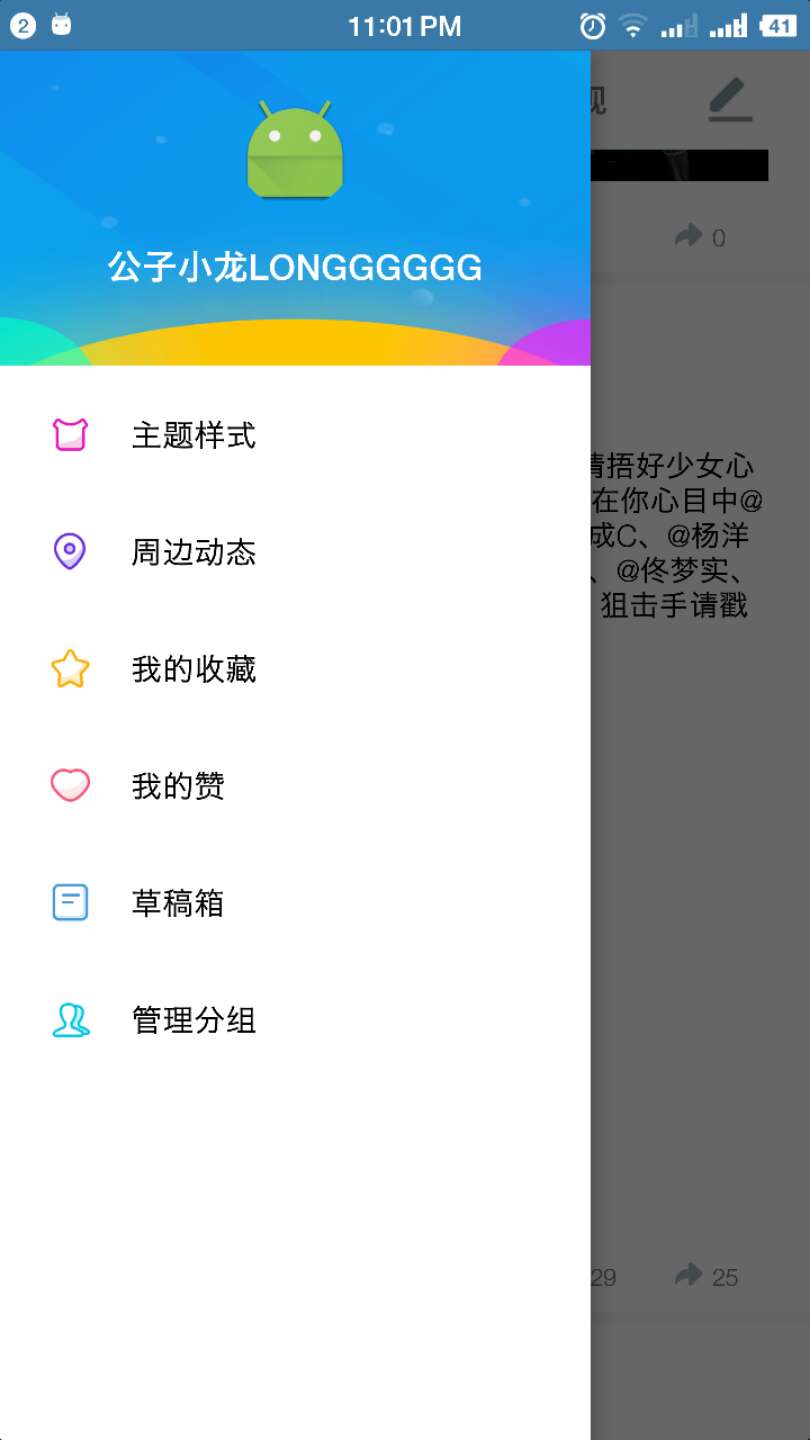 2
11:01 PM
41
公子小龙LONGGGGGG
主题样式
周边动态
我的收藏
我的赞
草稿箱
管理分组
0
捂好少女心
在你心目中@
成C、@杨洋
、@佟梦实、
狙击手请戳
29
25